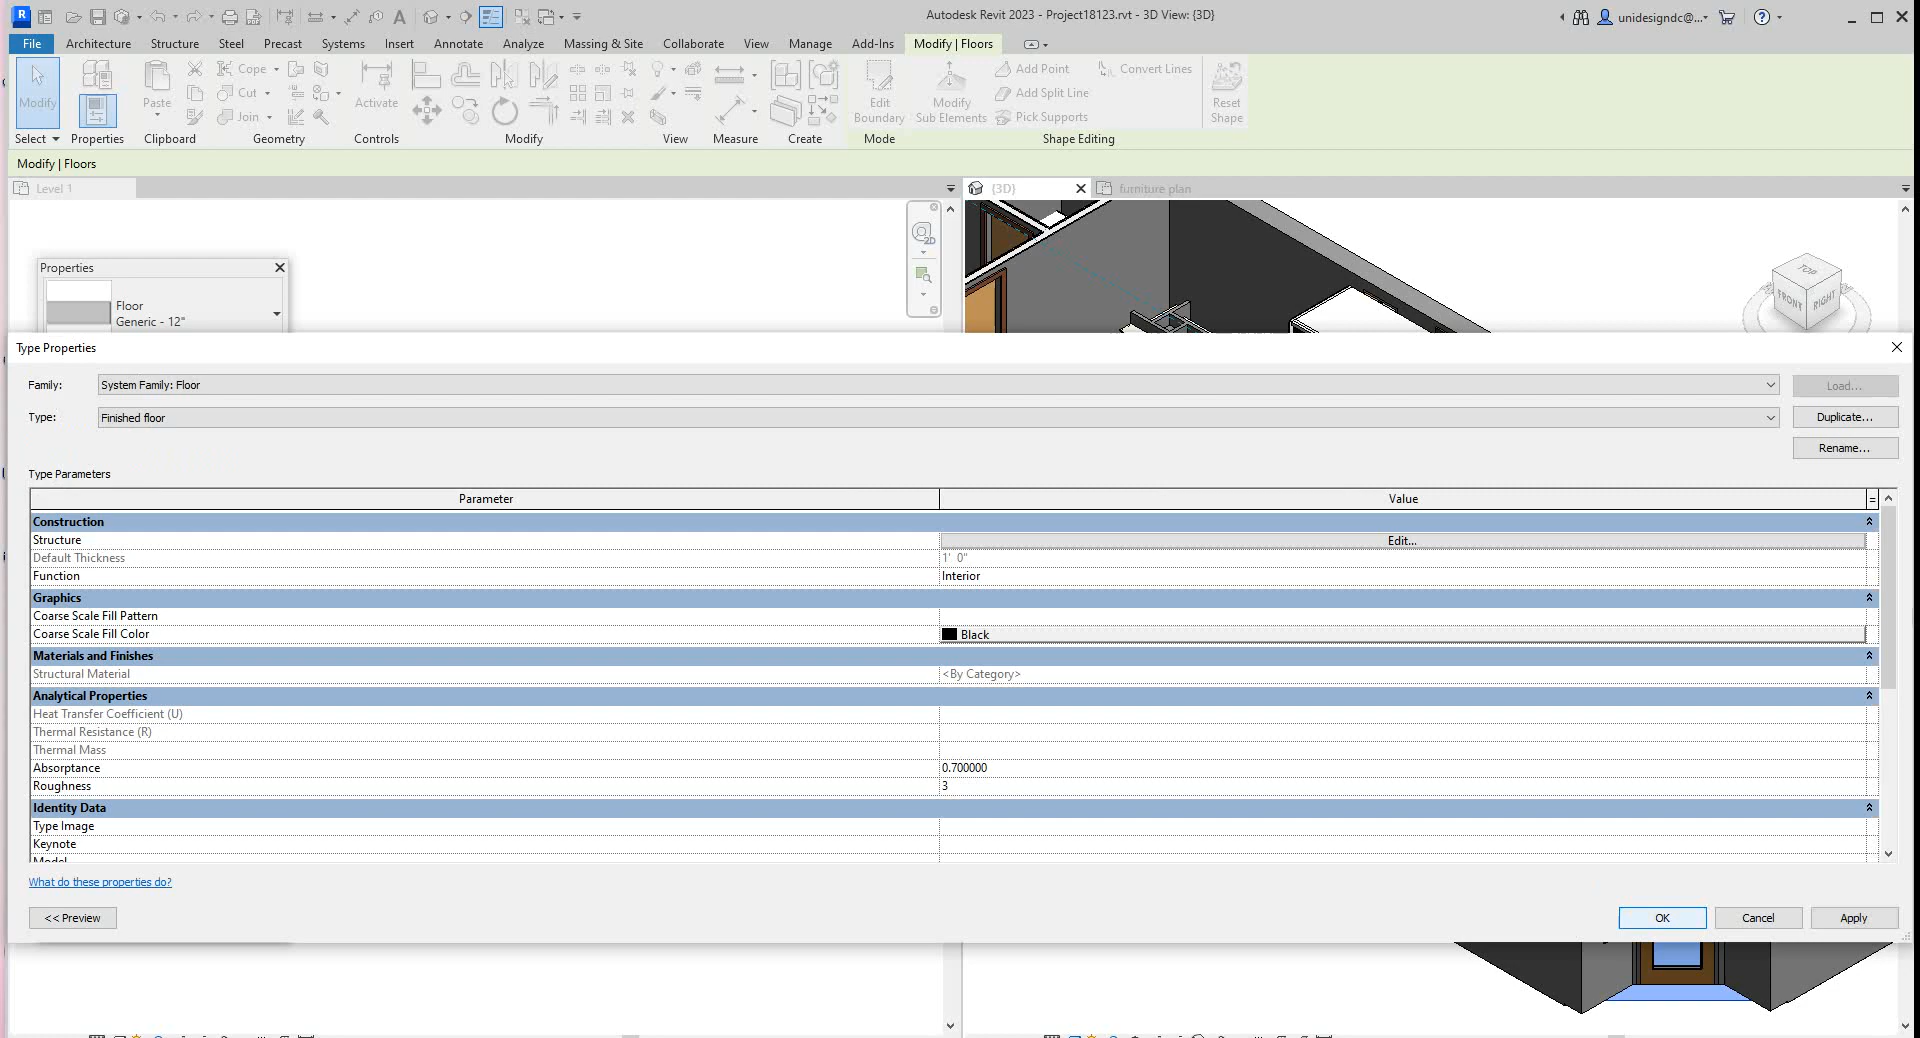 R
Autodesk Revit 2023 - Project18123.rvt - 3D View: {3D}
unidesigndc@...
File Architecture Structure Steel Precast Systems Insert Annotate Analyze Massing & Site Collaborate View Manage Add-Ins Modify | Floors
Cope
Add Point
Convert Lines
Modify
Paste
Cut
Activate
Edit
Boundary
Modify
Sub Elements
Add Split Line
Reset
Shape
Join
Pick Supports
Select Properties Clipboard Geometry Controls Modify View Measure Create Mode Shape Editing
Modify | Floors
Level 1
{3D}
furniture plan
2D
Properties
Floor
Generic - 12"
TOP
FRONT
RIGHT
Type Properties
Family: System Family: Floor Load...
Type: Finished floor Duplicate...
Rename...
Type Parameters
Parameter Value =
Construction
Structure Edit...
Default Thickness 1' 0"
Function Interior
Graphics
Coarse Scale Fill Pattern
Coarse Scale Fill Color Black
Materials and Finishes
Structural Material <By Category>
Analytical Properties
Heat Transfer Coefficient (U)
Thermal Resistance (R)
Thermal Mass
Absorptance 0.700000
Roughness 3
Identity Data
Type Image
Keynote
Model
What do these properties do?
<< Preview OK Cancel Apply